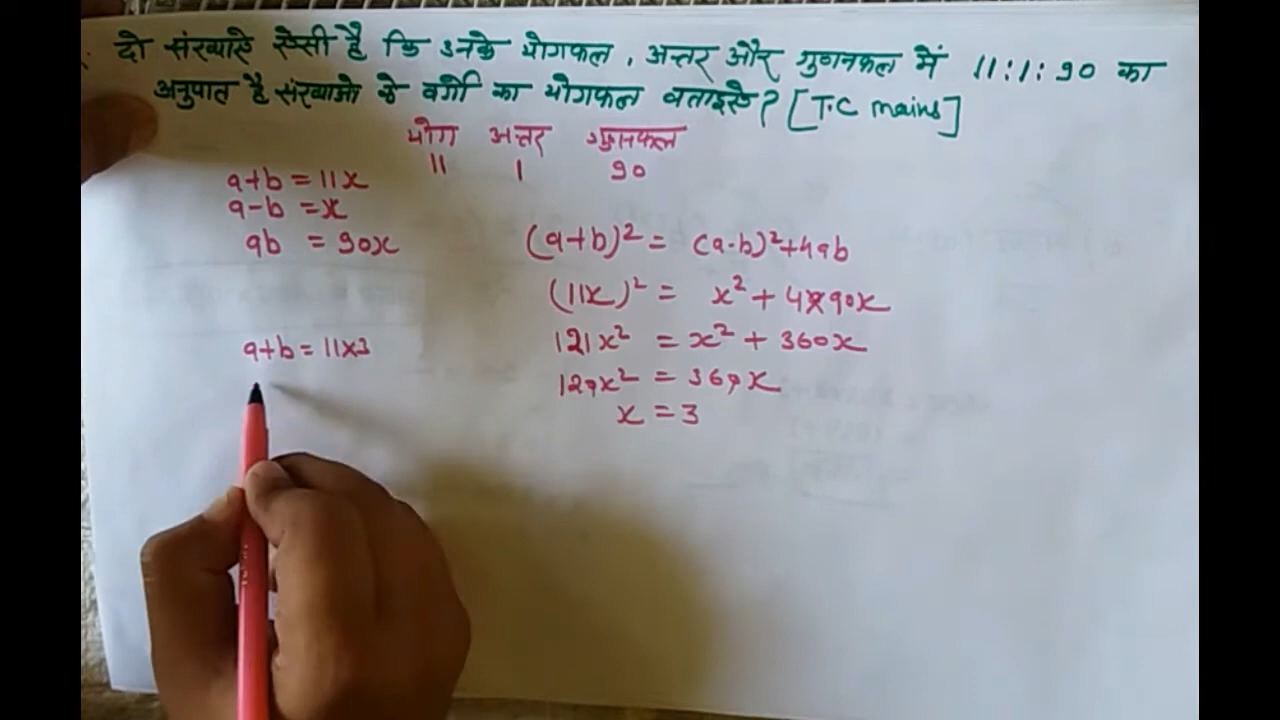 दो संख्याऐ ऐसी है कि उनके योगफल, अन्तर और गुणनफल में 11:1:90 का
अनुपात है संख्याओ के वर्गो का योगफल बताइऐ? [T.C mains]
योग अन्तर गुणनफल
11 1 90
a+b = 11x
a-b = x
ab = 90x
(a+b)² = (a-b)²+4ab
(11x)² = x² + 4×90x
121x² = x² + 360x
120x² = 360x
x = 3
a+b = 11×3